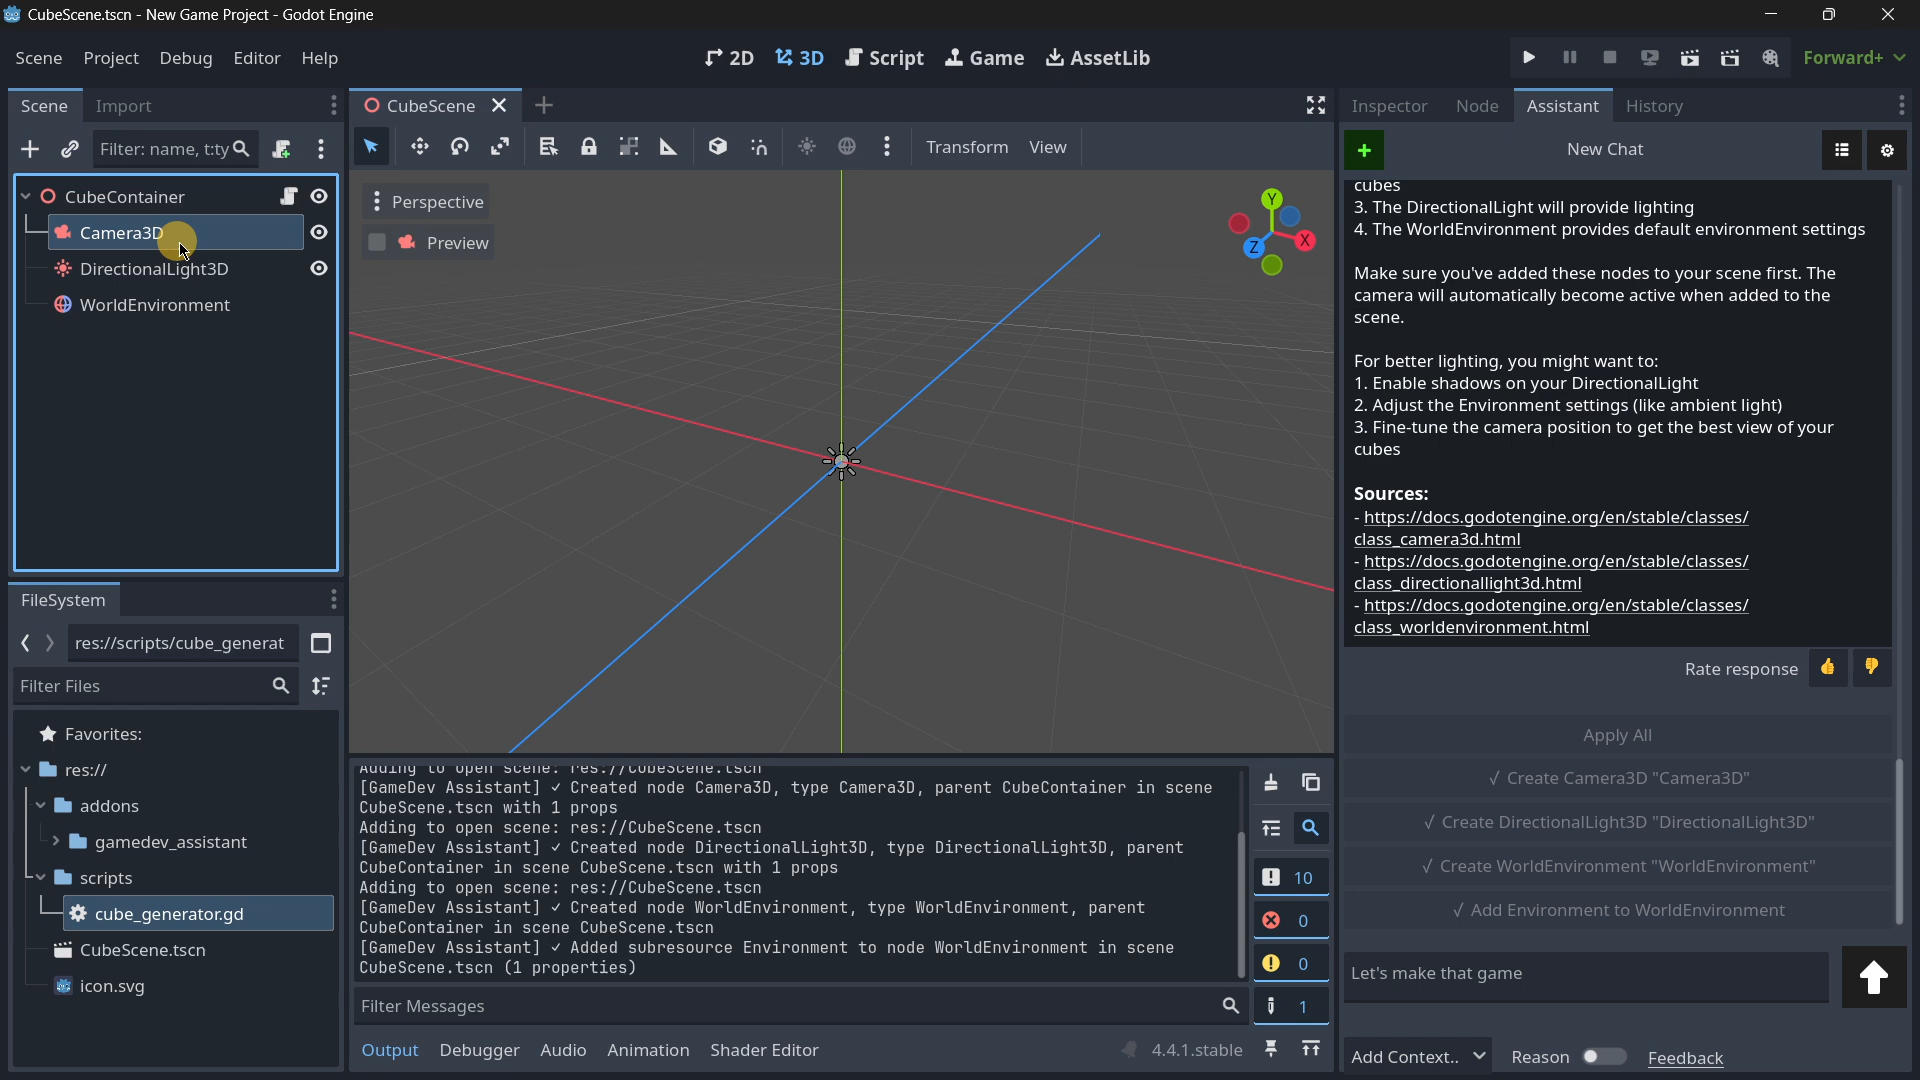 CubeScene.tscn - New Game Project - Godot Engine
Scene Project Debug Editor Help
2D 3D Script Game AssetLib
Forward+
Scene Import
Filter: name, t:ty
CubeContainer
Camera3D
DirectionalLight3D
WorldEnvironment
FileSystem
res://scripts/cube_generat
Filter Files
Favorites:
res://
addons
gamedev_assistant
scripts
cube_generator.gd
CubeScene.tscn
icon.svg
CubeScene
Transform View
Perspective
Preview
Y
X
Z
Adding to open scene: res://CubeScene.tscn
[GameDev Assistant] ✓ Created node Camera3D, type Camera3D, parent CubeContainer in scene
CubeScene.tscn with 1 props
Adding to open scene: res://CubeScene.tscn
[GameDev Assistant] ✓ Created node DirectionalLight3D, type DirectionalLight3D, parent
CubeContainer in scene CubeScene.tscn with 1 props
Adding to open scene: res://CubeScene.tscn
[GameDev Assistant] ✓ Created node WorldEnvironment, type WorldEnvironment, parent
CubeContainer in scene CubeScene.tscn
[GameDev Assistant] ✓ Added subresource Environment to node WorldEnvironment in scene
CubeScene.tscn (1 properties)
10
0
0
1
Filter Messages
Output Debugger Audio Animation Shader Editor
4.4.1.stable
Inspector Node Assistant History
New Chat
cubes
3. The DirectionalLight will provide lighting
4. The WorldEnvironment provides default environment settings
Make sure you've added these nodes to your scene first. The
camera will automatically become active when added to the
scene.
For better lighting, you might want to:
1. Enable shadows on your DirectionalLight
2. Adjust the Environment settings (like ambient light)
3. Fine-tune the camera position to get the best view of your
cubes
Sources:
- https://docs.godotengine.org/en/stable/classes/
class_camera3d.html
- https://docs.godotengine.org/en/stable/classes/
class_directionallight3d.html
- https://docs.godotengine.org/en/stable/classes/
class_worldenvironment.html
Rate response
Apply All
✓ Create Camera3D "Camera3D"
✓ Create DirectionalLight3D "DirectionalLight3D"
✓ Create WorldEnvironment "WorldEnvironment"
✓ Add Environment to WorldEnvironment
Let's make that game
Add Context.. Reason Feedback